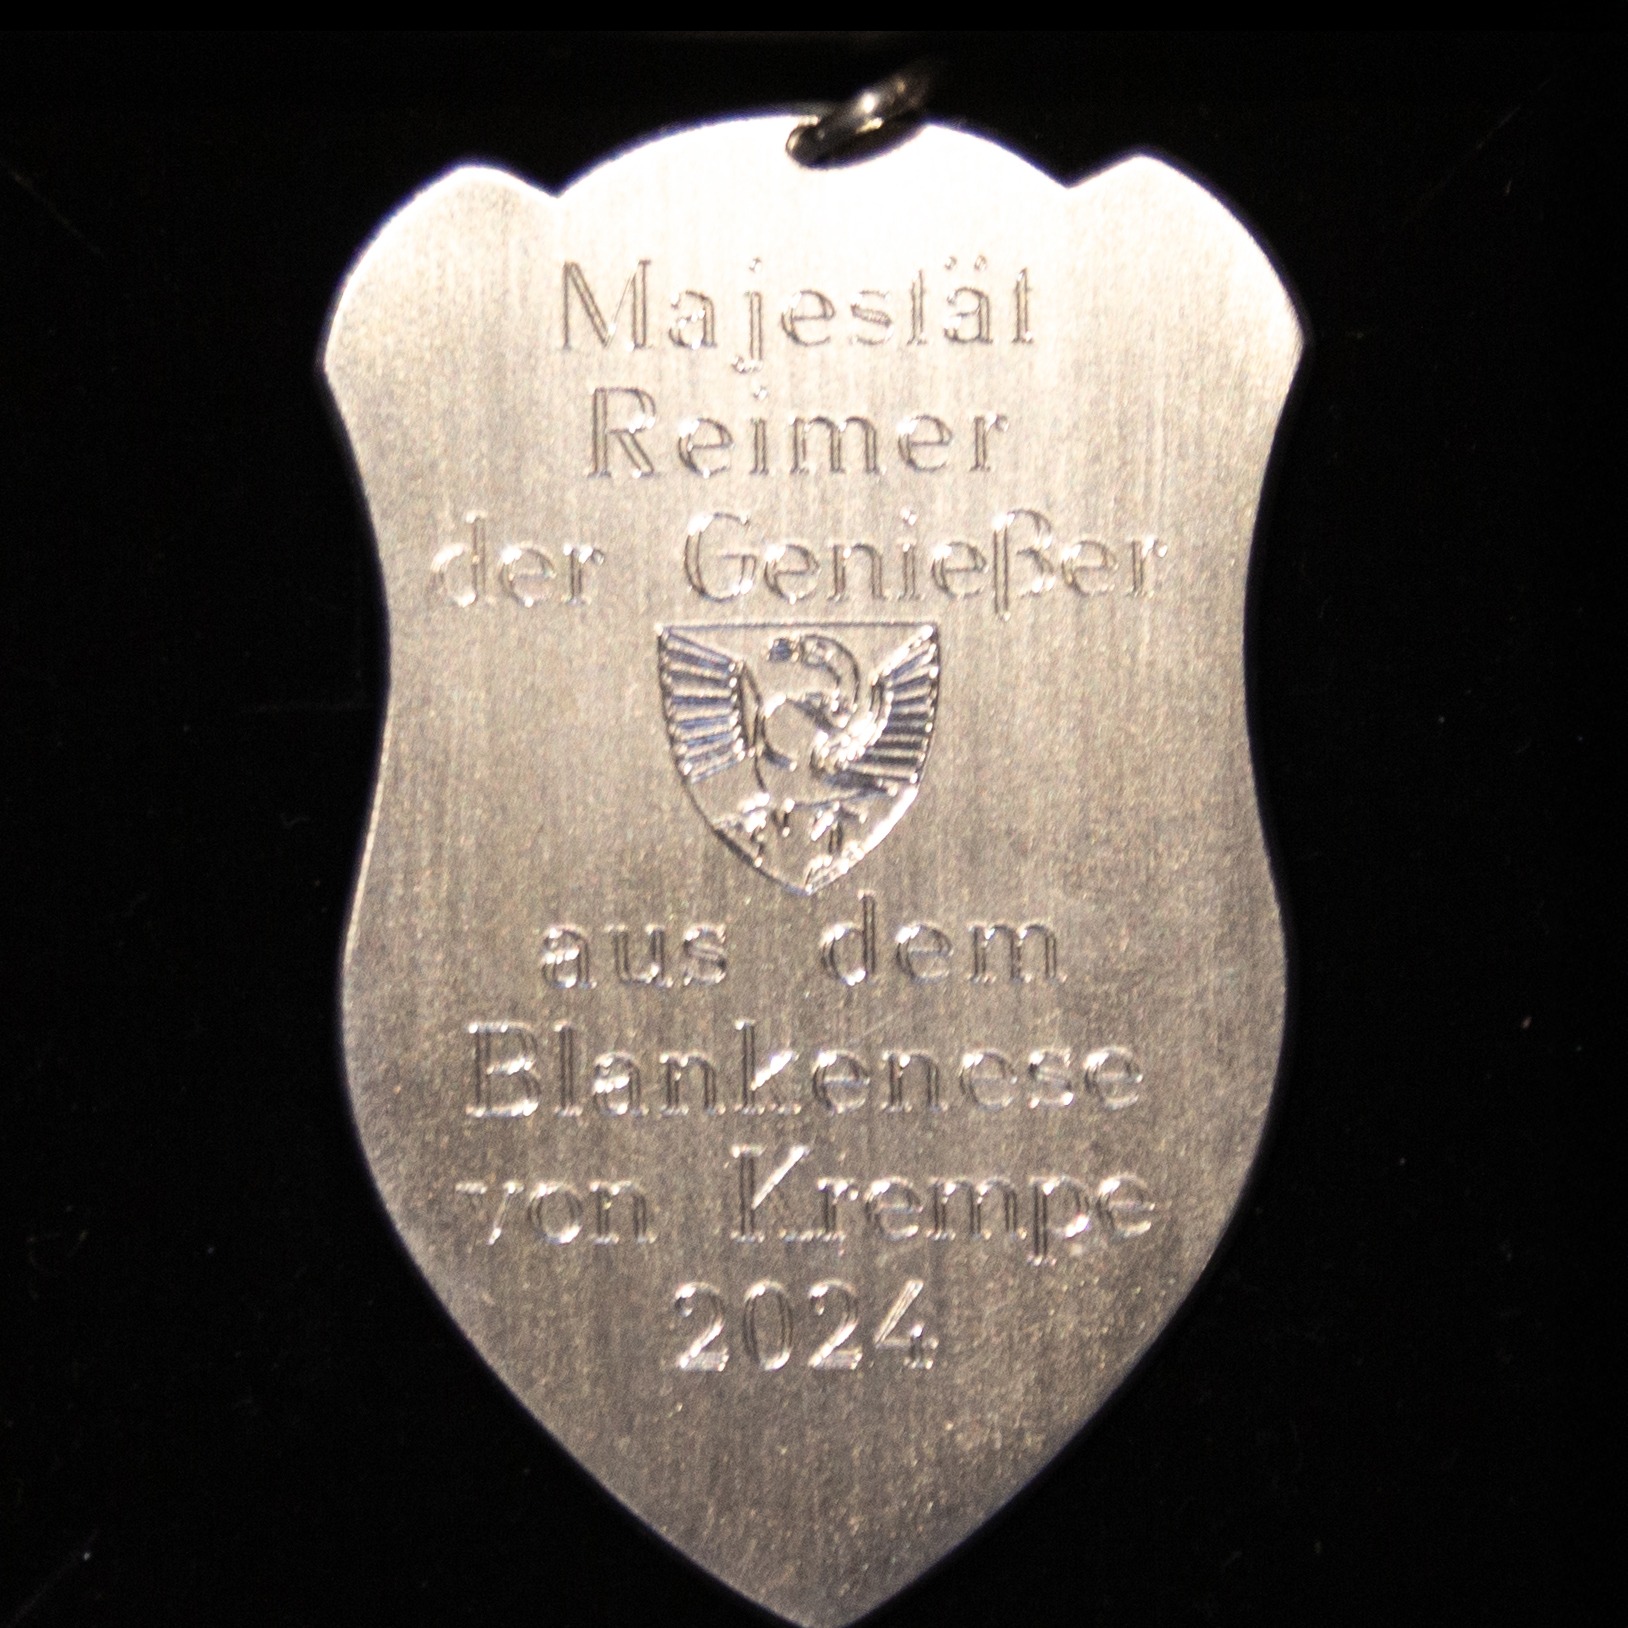 Majestät
Reimer
der Genießer
aus dem
Blankenese
von Krempe
2024